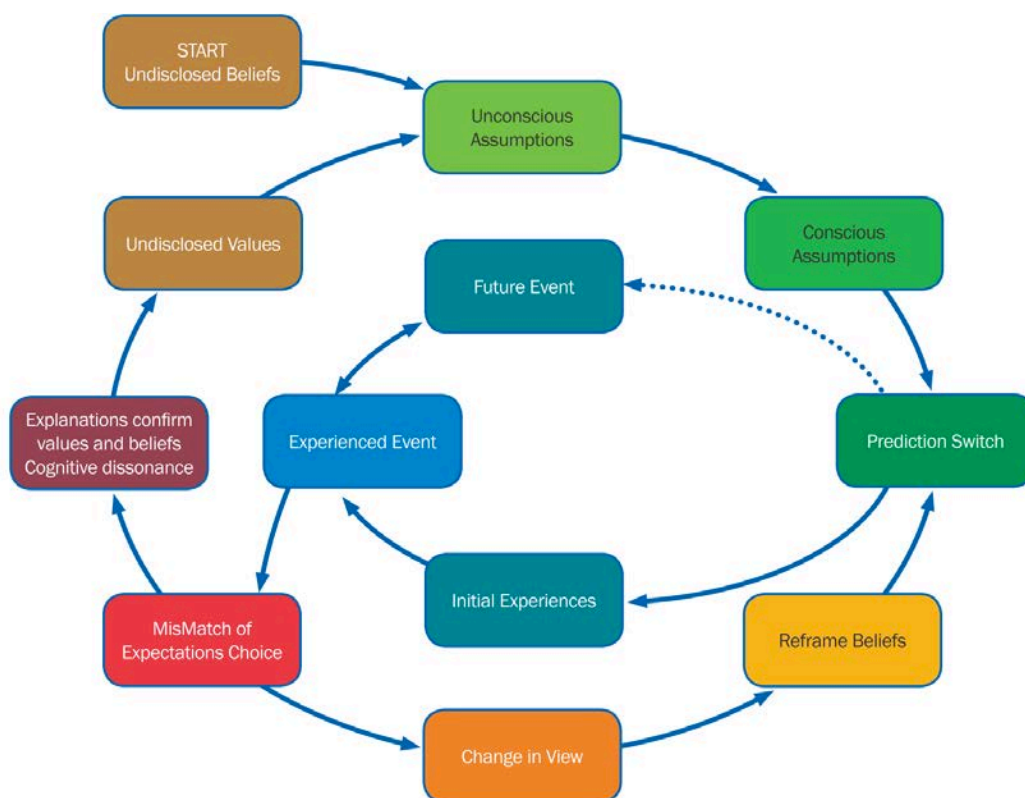 START
Undisclosed Beliefs
Unconscious
Assumptions
Undisclosed Values
Conscious
Assumptions
Future Event
Explanations confirm
values and beliefs
Cognitive dissonance
Experienced Event
Prediction Switch
Initial Experiences
MisMatch of
Expectations Choice
Reframe Beliefs
Change in View